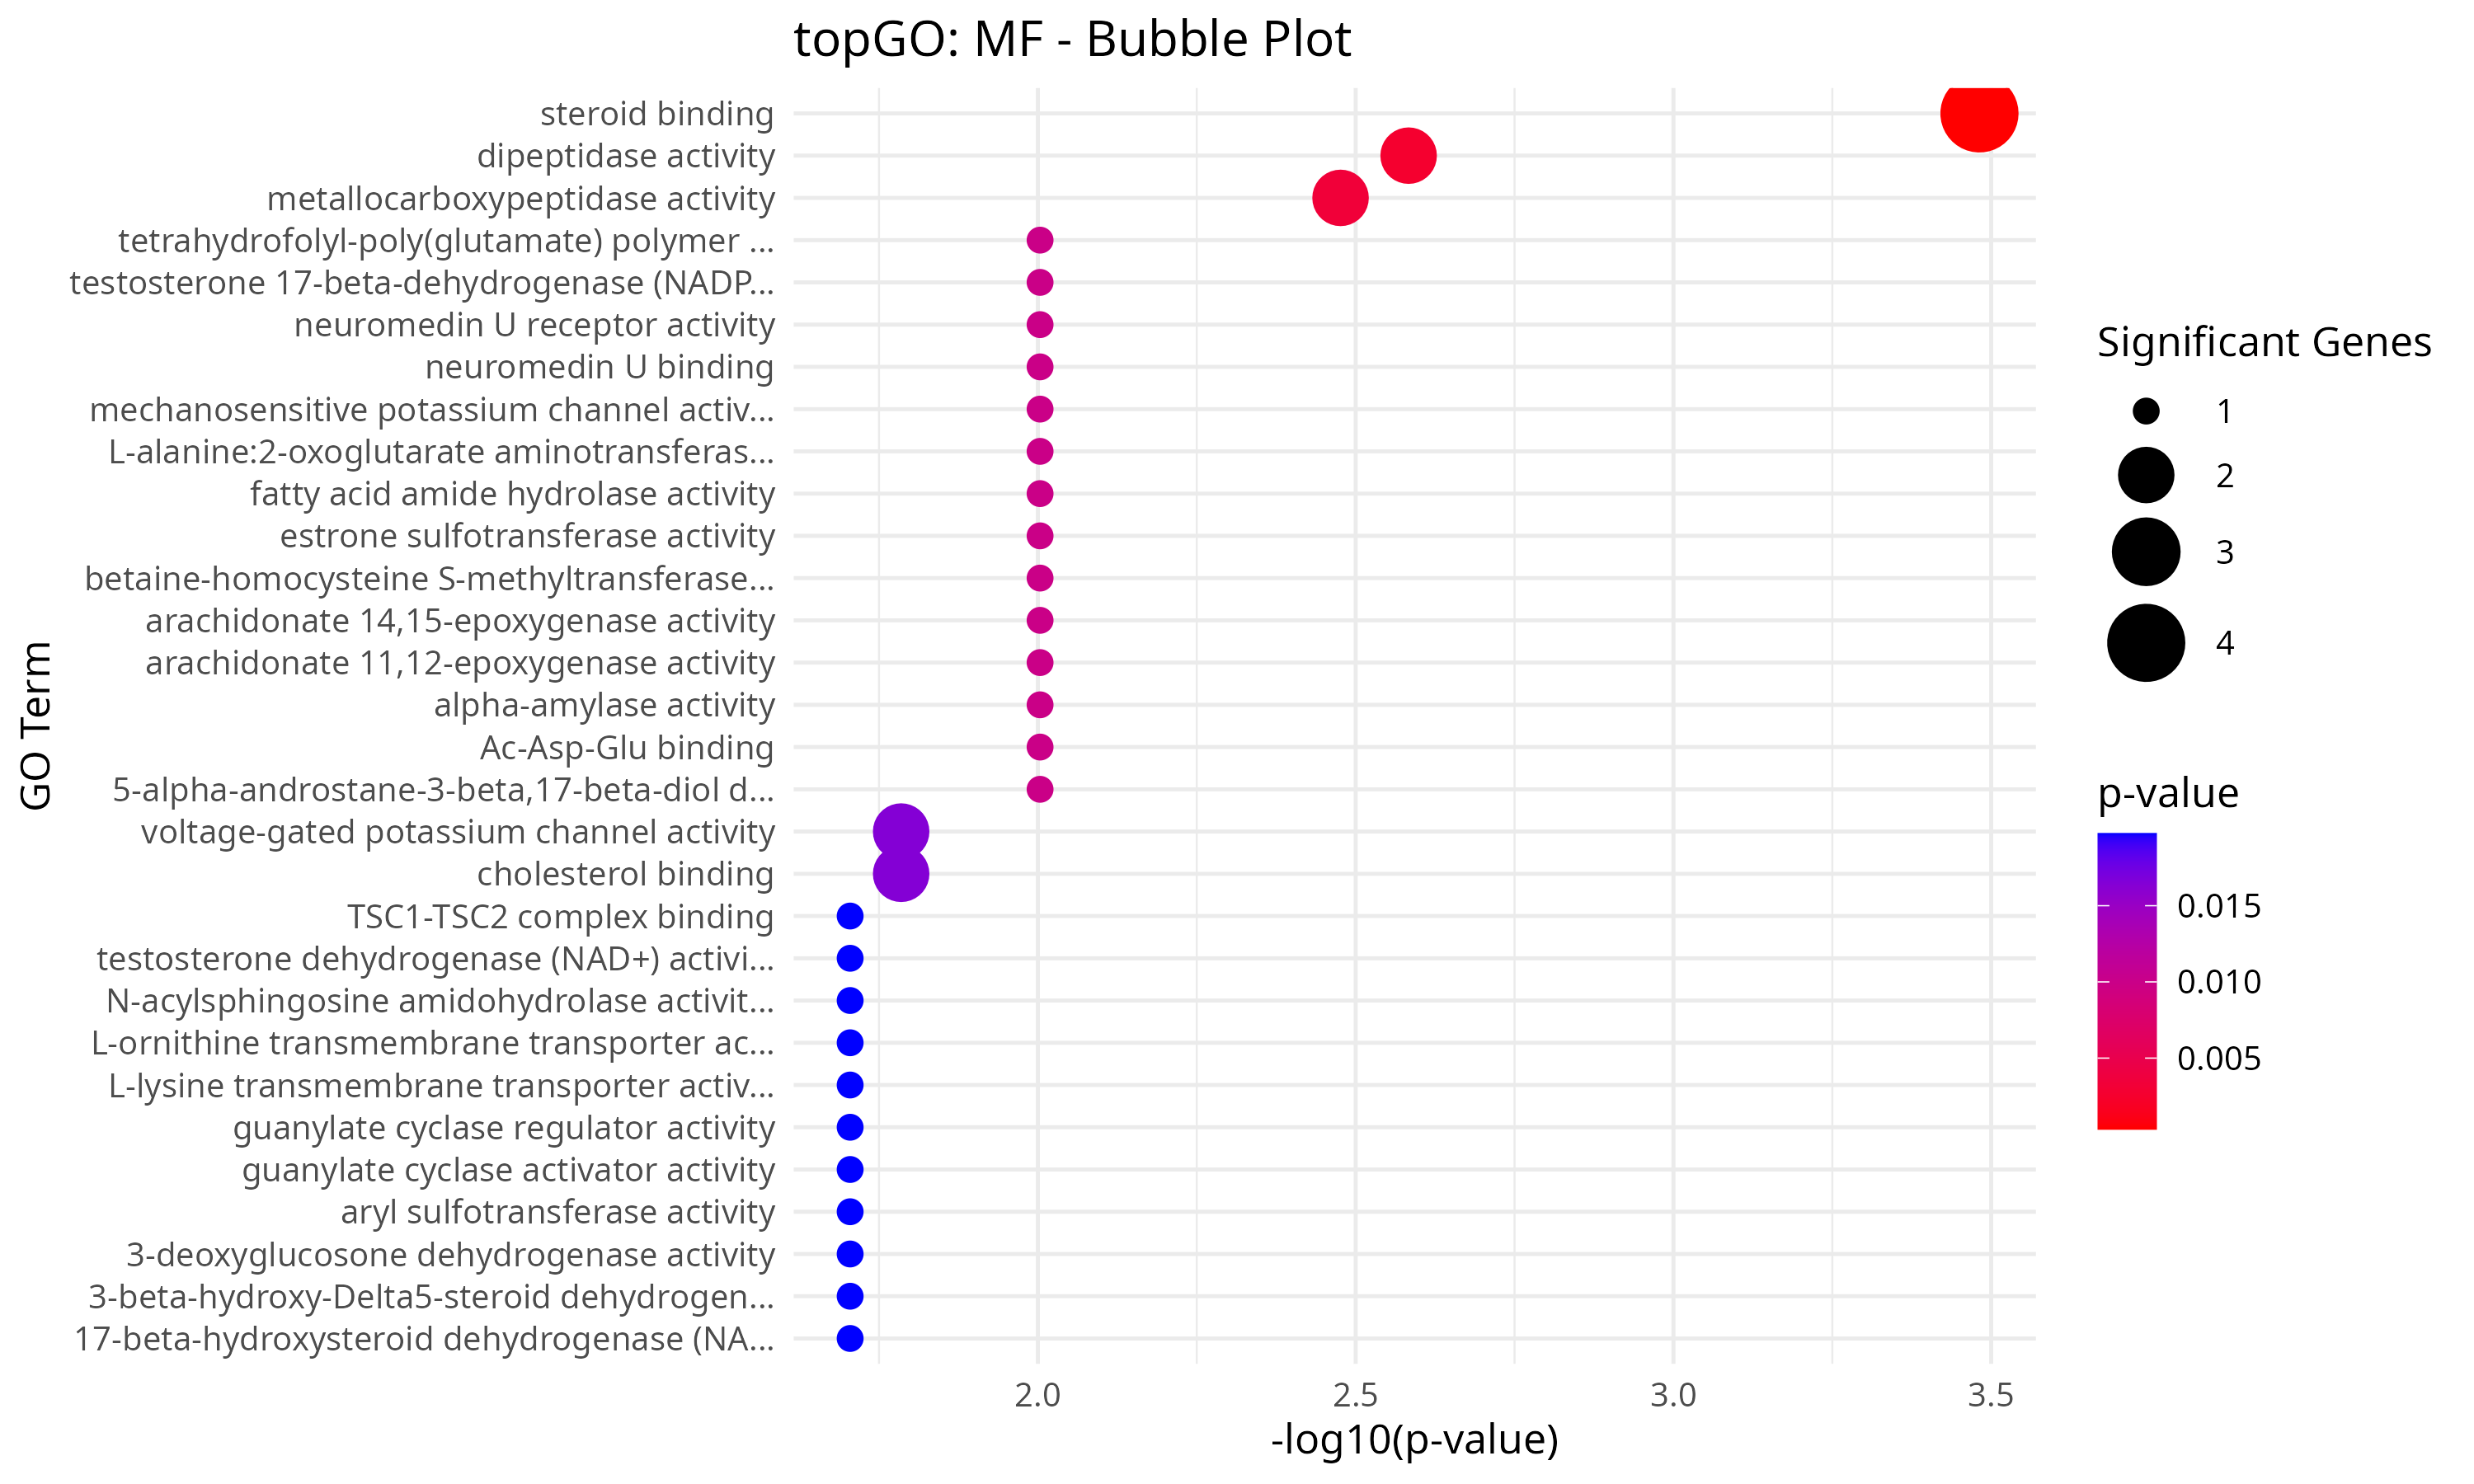 topGO: MF - Bubble Plot
GO Term
steroid binding
dipeptidase activity
metallocarboxypeptidase activity
tetrahydrofolyl-poly(glutamate) polymer ...
testosterone 17-beta-dehydrogenase (NADP...
neuromedin U receptor activity
neuromedin U binding
mechanosensitive potassium channel activ...
L-alanine:2-oxoglutarate aminotransferas...
fatty acid amide hydrolase activity
estrone sulfotransferase activity
betaine-homocysteine S-methyltransferase...
arachidonate 14,15-epoxygenase activity
arachidonate 11,12-epoxygenase activity
alpha-amylase activity
Ac-Asp-Glu binding
5-alpha-androstane-3-beta,17-beta-diol d...
voltage-gated potassium channel activity
cholesterol binding
TSC1-TSC2 complex binding
testosterone dehydrogenase (NAD+) activi...
N-acylsphingosine amidohydrolase activit...
L-ornithine transmembrane transporter ac...
L-lysine transmembrane transporter activ...
guanylate cyclase regulator activity
guanylate cyclase activator activity
aryl sulfotransferase activity
3-deoxyglucosone dehydrogenase activity
3-beta-hydroxy-Delta5-steroid dehydrogen...
17-beta-hydroxysteroid dehydrogenase (NA...
2.0 2.5 3.0 3.5
-log10(p-value)
Significant Genes
1
2
3
4
p-value
0.015
0.010
0.005